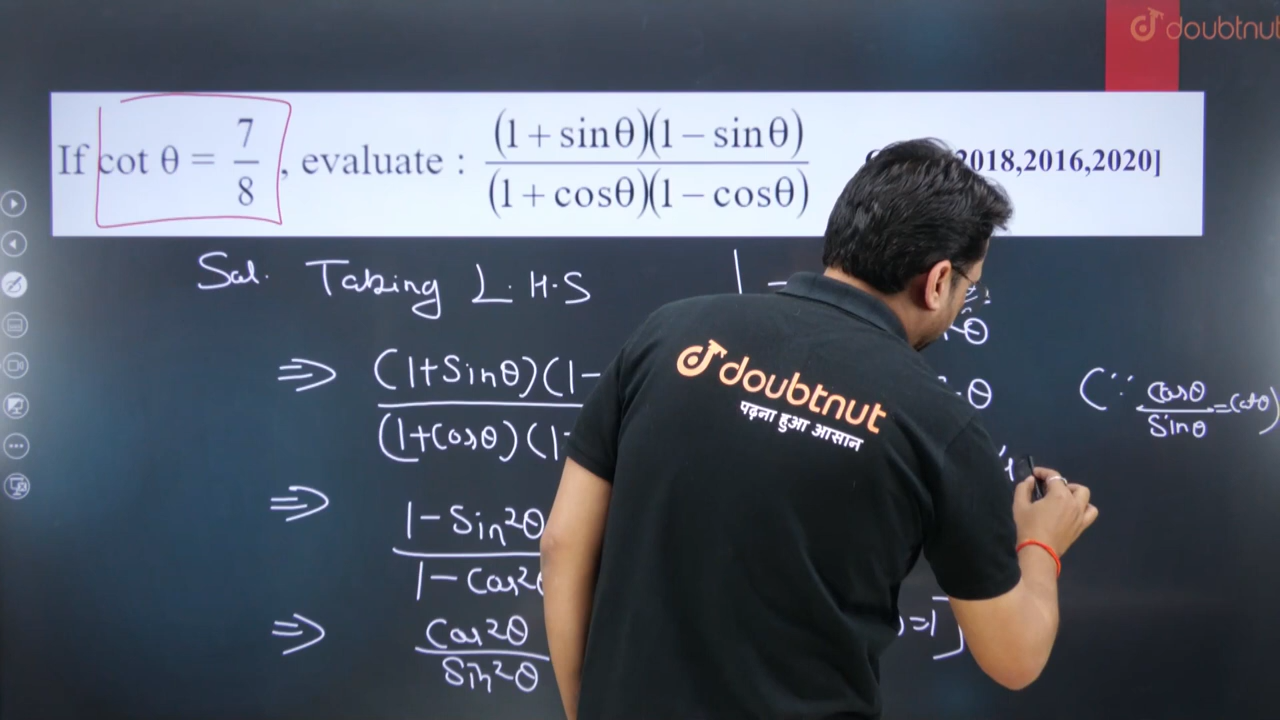 doubtnut
If cot θ = 7/8 , evaluate : (1 + sinθ)(1 − sinθ) / (1 + cosθ)(1 − cosθ) 2018,2016,2020]
Sol. Taking L.H.S
⇒ (1+Sinθ)(1-
(1+Cosθ)(1-
(∵ Cosθ/Sinθ = Cotθ)
⇒ 1-Sin²θ
1-Cos²θ
⇒ Cos²θ
Sin²θ
=1]
doubtnut
पढ़ना हुआ आसान